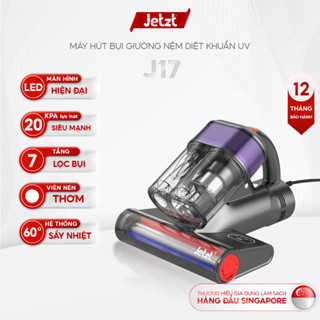 Jetzt
MÁY HÚT BỤI GIƯỜNG NỆM DIỆT KHUẨN UV
J17
LED
MÀN HÌNH
HIỆN ĐẠI
20
KPA lực hút
SIÊU MẠNH
7
TẦNG
LỌC BỤI
VIÊN NÉN
THƠM
60°
HỆ THỐNG
SẤY NHIỆT
12
THÁNG
BẢO HÀNH
Jetzt
THƯƠNG HIỆU GIA DỤNG LÀM SẠCH
HÀNG ĐẦU SINGAPORE